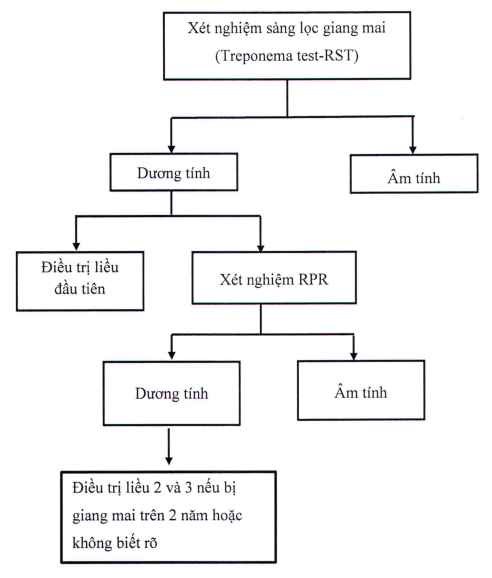 Xét nghiệm sàng lọc giang mai
(Treponema test-RST)
Dương tính
Âm tính
Điều trị liều
đầu tiên
Xét nghiệm RPR
Dương tính
Âm tính
Điều trị liều 2 và 3 nếu bị
giang mai trên 2 năm hoặc
không biết rõ